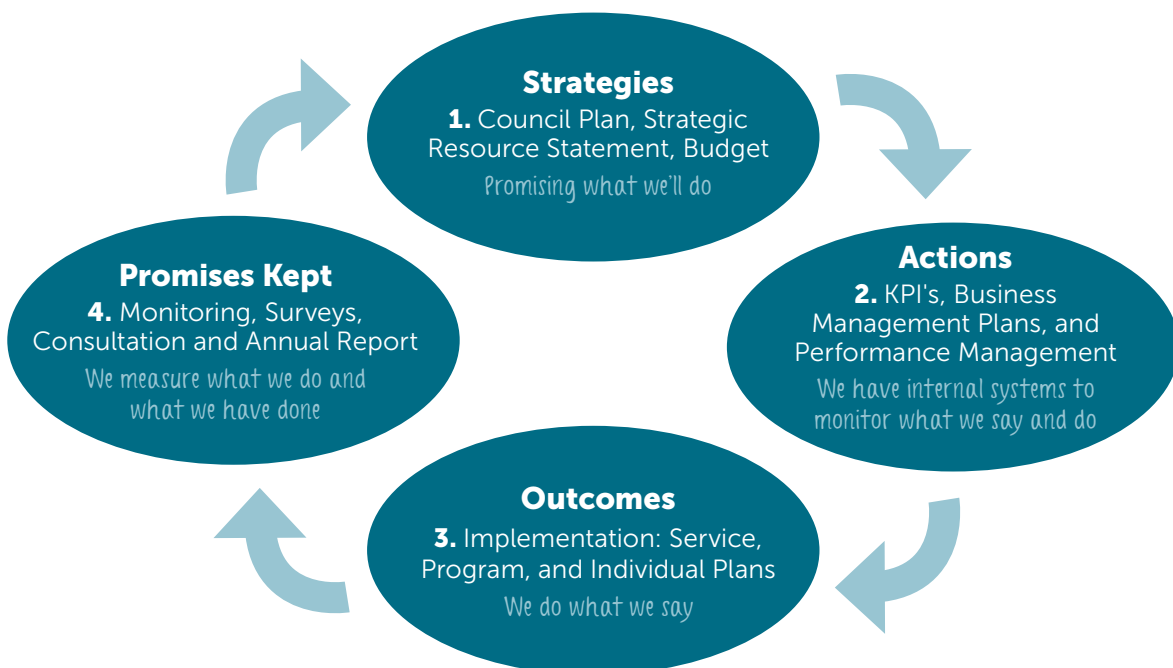 Strategies
1. Council Plan, Strategic
Resource Statement, Budget
Promising what we'll do
Actions
2. KPI's, Business
Management Plans, and
Performance Management
We have internal systems to
monitor what we say and do
Outcomes
3. Implementation: Service,
Program, and Individual Plans
We do what we say
Promises Kept
4. Monitoring, Surveys,
Consultation and Annual Report
We measure what we do and
what we have done